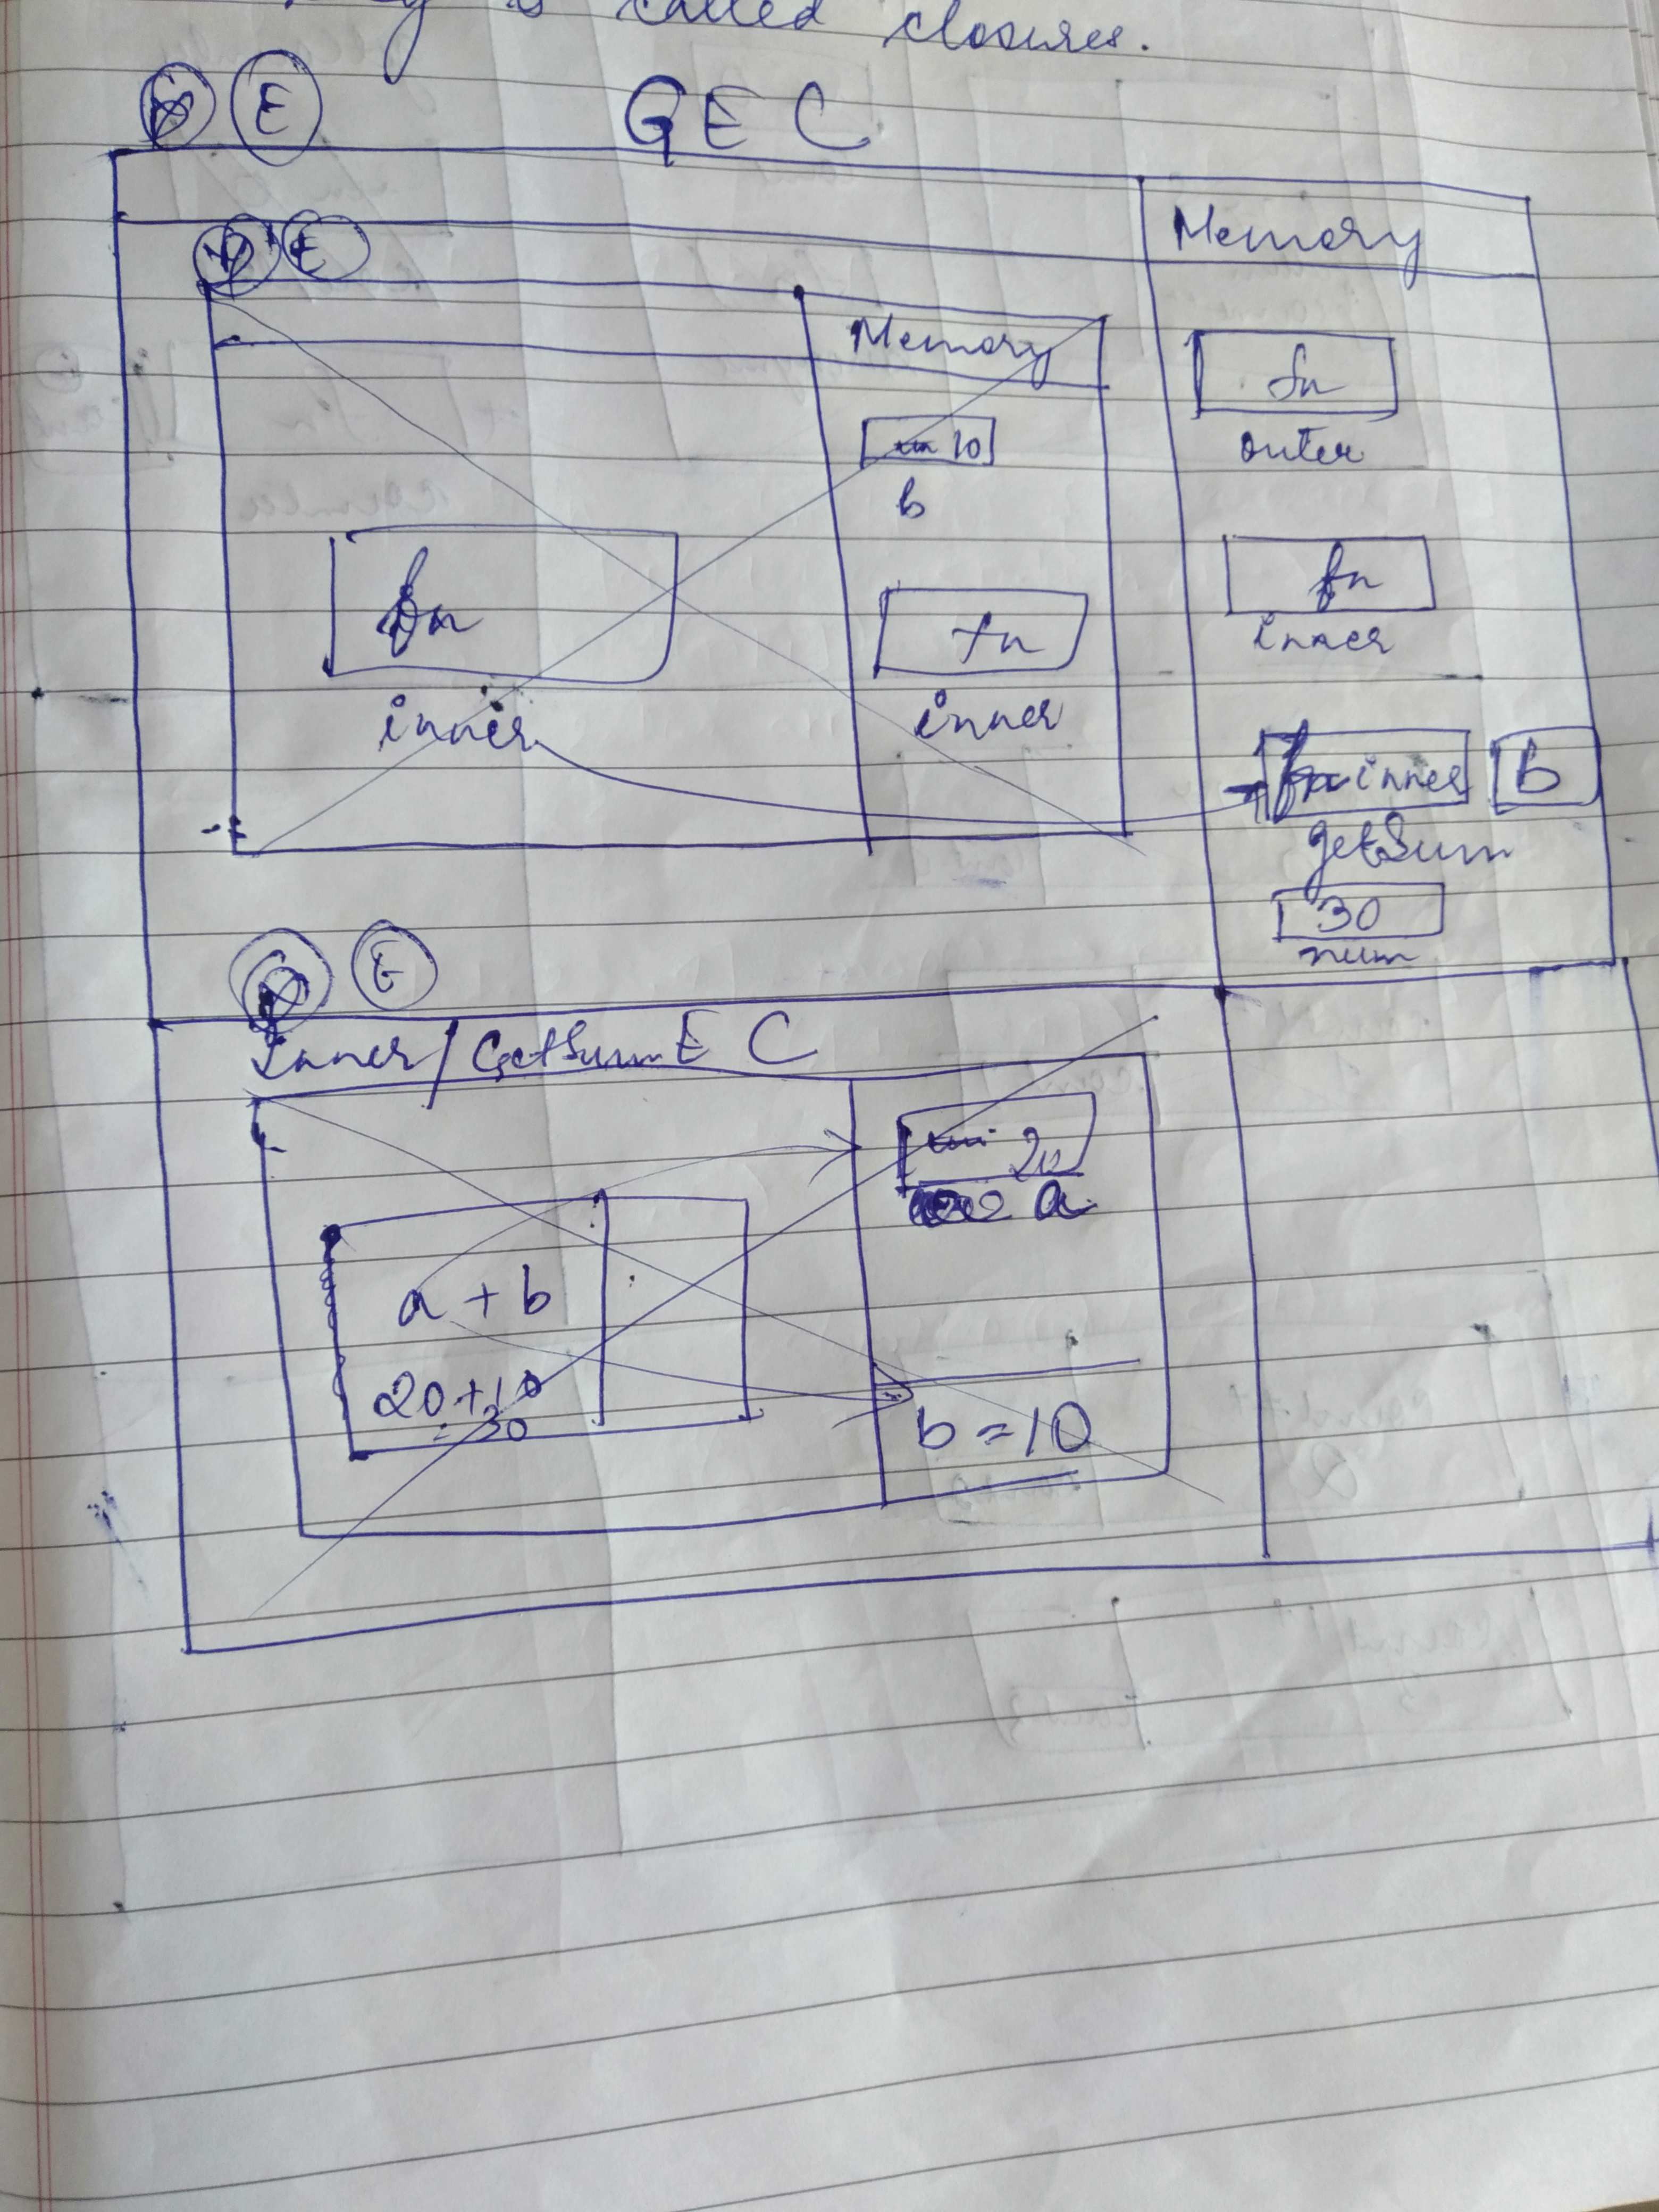 is called closures.
E
GEC
E
Memory
Memory
fn
outer
10
b
fn
inner
fn
inner
fn
inner
inner
b
getSum
30
num
E
Inner/GetSum E C
20
a
a + b
20+10
= 30
b = 10